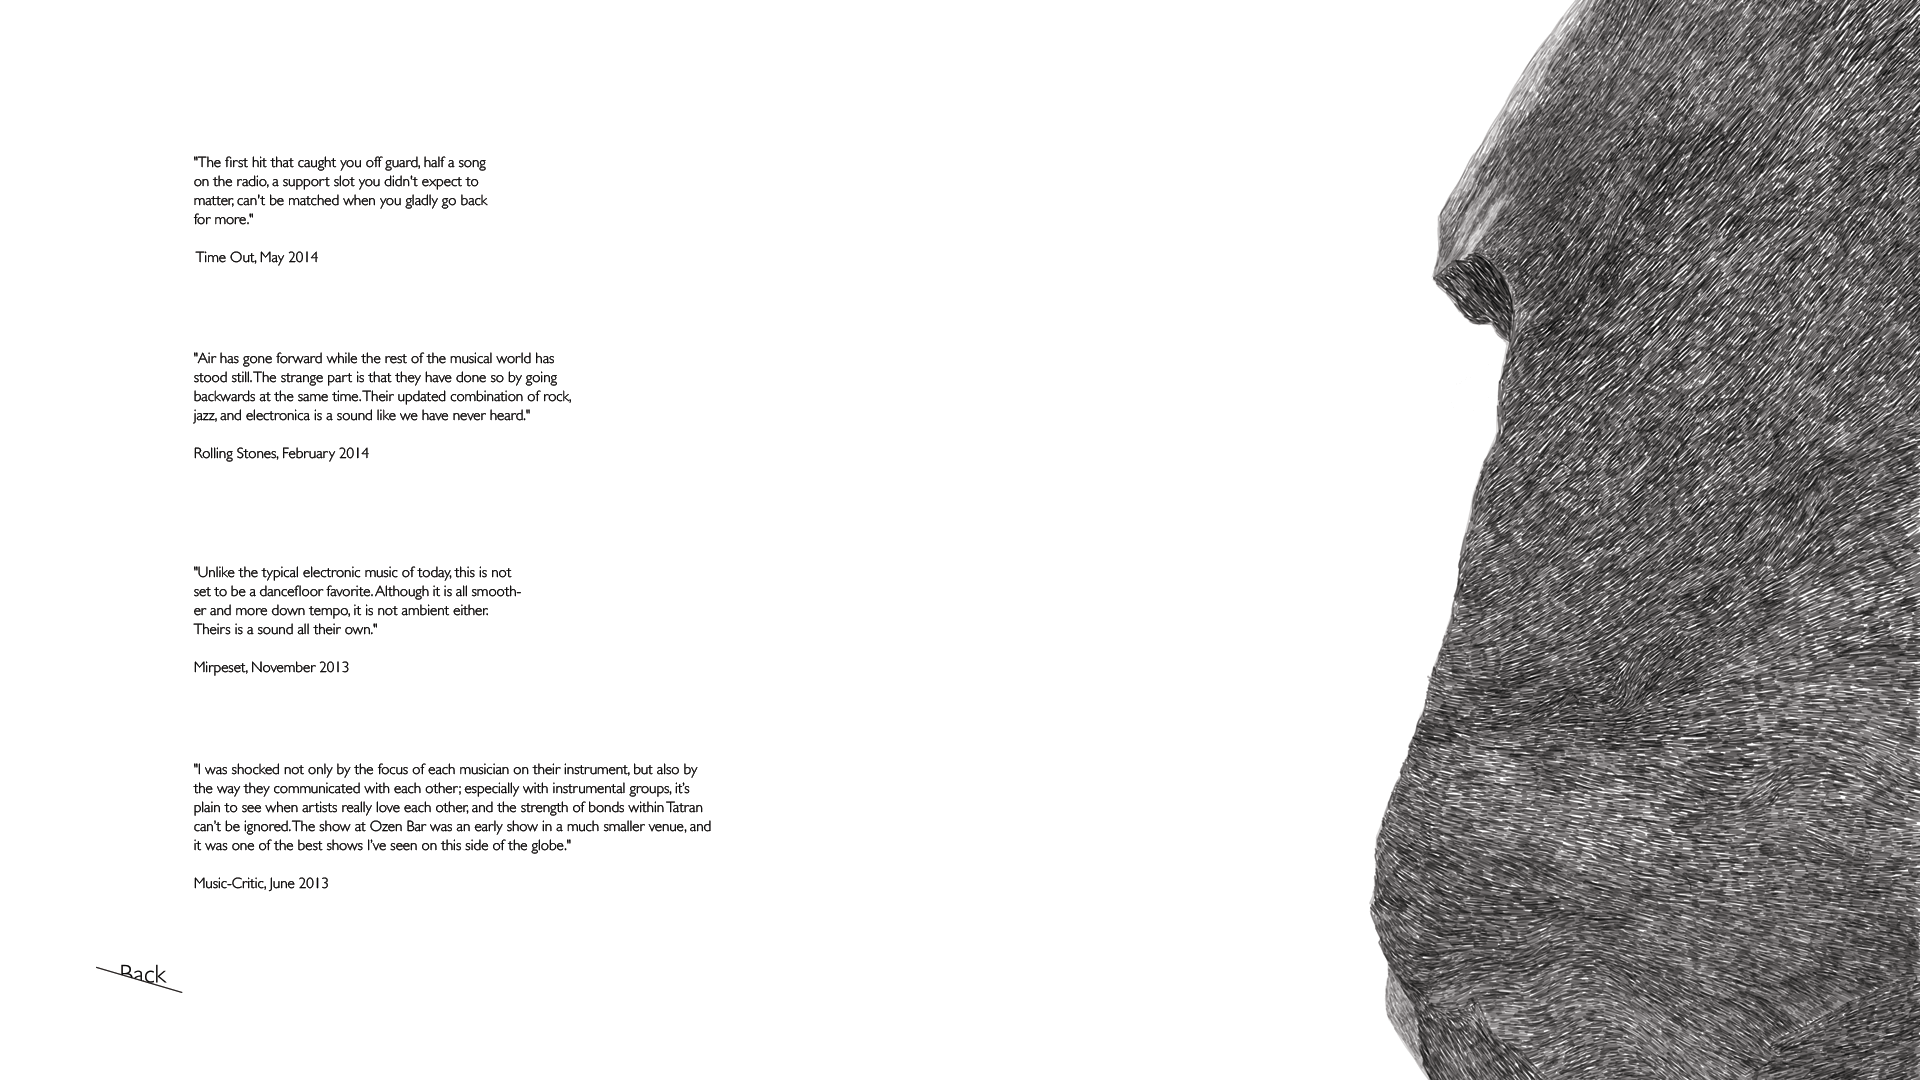 "The first hit that caught you off guard, half a song
on the radio, a support slot you didn't expect to
matter, can't be matched when you gladly go back
for more."
Time Out, May 2014
"Air has gone forward while the rest of the musical world has
stood still. The strange part is that they have done so by going
backwards at the same time. Their updated combination of rock,
jazz, and electronica is a sound like we have never heard."
Rolling Stones, February 2014
"Unlike the typical electronic music of today, this is not
set to be a dancefloor favorite. Although it is all smooth-
er and more down tempo, it is not ambient either.
Theirs is a sound all their own."
Mirpeset, November 2013
"I was shocked not only by the focus of each musician on their instrument, but also by
the way they communicated with each other; especially with instrumental groups, it's
plain to see when artists really love each other, and the strength of bonds within Tatran
can't be ignored. The show at Ozen Bar was an early show in a much smaller venue, and
it was one of the best shows I've seen on this side of the globe."
Music-Critic, June 2013
Back